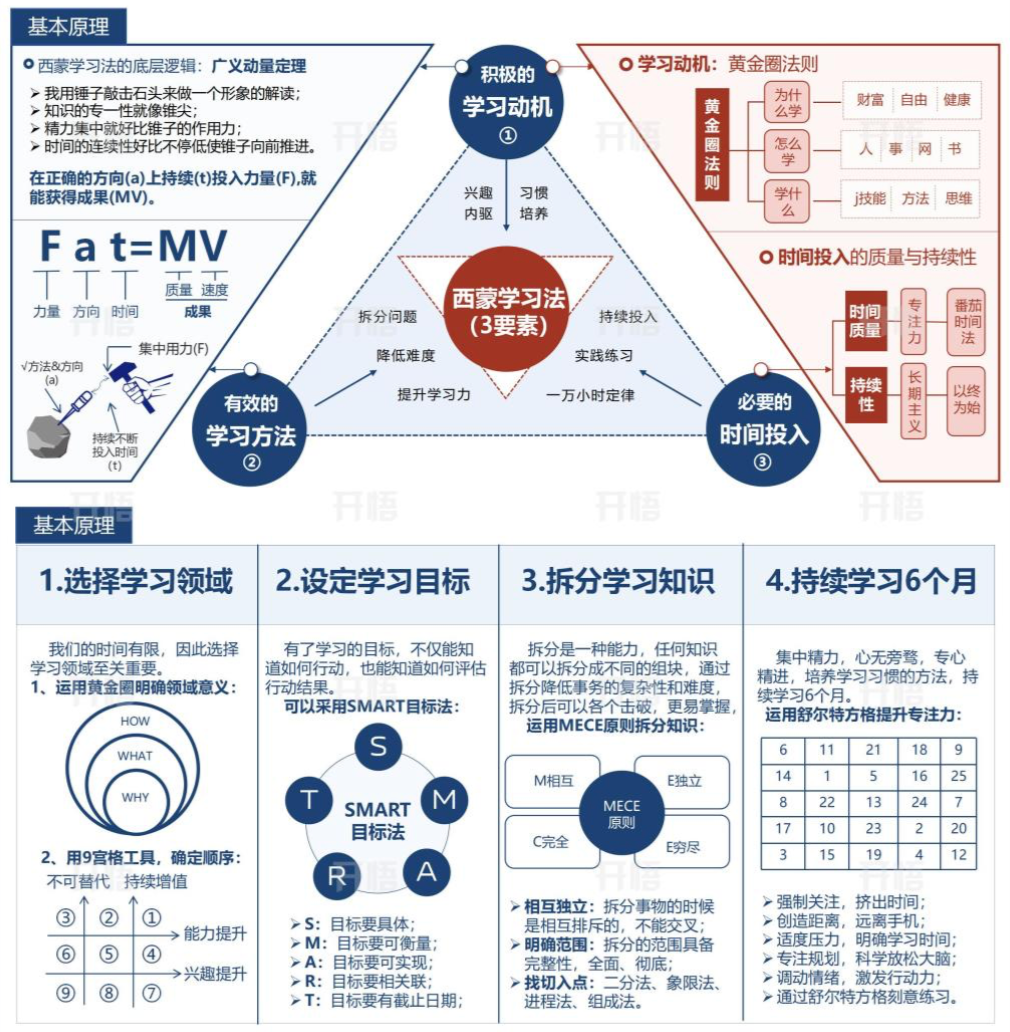 基本原理
西蒙学习法的底层逻辑：广义动量定理
我用锤子敲击石头来做一个形象的解读；
知识的专一性就像锥尖；
精力集中就好比锥子的作用力；
时间的连续性好比不停低使锥子向前推进。
在正确的方向(a)上持续(t)投入力量(F),就
能获得成果(MV)。
F a t=MV
力量 方向 时间 质量 速度
成果
集中用力(F)
√方法&方向
(a)
持续不断
投入时间
(t)
积极的
学习动机
①
兴趣 习惯
内驱 培养
西蒙学习法
（3要素）
拆分问题
降低难度
提升学习力
持续投入
实践练习
一万小时定律
有效的
学习方法
②
必要的
时间投入
③
学习动机：黄金圈法则
黄金圈法则
为什
么学
财富 自由 健康
怎么
学
人 事 网 书
学什
么
j技能 方法 思维
时间投入的质量与持续性
时间
质量
专注力
番茄
时间
法
持续
性
长期主义
以终
为始
开悟 开悟 开悟 开悟
基本原理
1.选择学习领域
我们的时间有限，因此选择
学习领域至关重要。
1、运用黄金圈明确领域意义：
HOW
WHAT
WHY
2、用9宫格工具，确定顺序：
不可替代 持续增值
③ ② ①
能力提升
⑥ ⑤ ④
兴趣提升
⑨ ⑧ ⑦
2.设定学习目标
有了学习的目标，不仅能知
道如何行动，也能知道如何评估
行动结果。
可以采用SMART目标法：
S
T
M
SMART
目标法
R
A
S：目标要具体；
M：目标要可衡量；
A：目标要可实现；
R：目标要相关联；
T：目标要有截止日期；
3.拆分学习知识
拆分是一种能力，任何知识
都可以拆分成不同的组块，通过
拆分降低事务的复杂性和难度，
拆分后可以各个击破，更易掌握，
运用MECE原则拆分知识：
M相互
E独立
MECE
原则
C完全
E穷尽
相互独立：拆分事物的时候
是相互排斥的，不能交叉；
明确范围：拆分的范围具备
完整性，全面、彻底；
找切入点：二分法、象限法、
进程法、组成法。
4.持续学习6个月
集中精力，心无旁骛，专心
精进，培养学习习惯的方法，持
续学习6个月。
运用舒尔特方格提升专注力：
6 11 21 18 9
14 1 5 16 25
8 22 13 24 7
17 10 23 2 20
3 15 19 4 12
强制关注，挤出时间；
创造距离，远离手机；
适度压力，明确学习时间；
专注规划，科学放松大脑；
调动情绪，激发行动力；
通过舒尔特方格刻意练习。